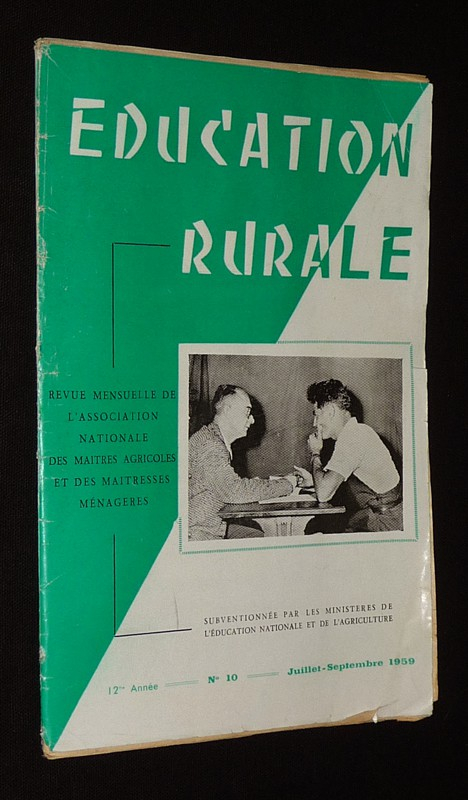 EDUCATION
RURALE
REVUE MENSUELLE DE
L'ASSOCIATION
NATIONALE
DES MAITRES AGRICOLES
ET DES MAITRESSES
MÉNAGÈRES
SUBVENTIONNÉE PAR LES MINISTERES DE
L'ÉDUCATION NATIONALE ET DE L'AGRICULTURE
12me Année — N° 10 — Juillet-Septembre 1959